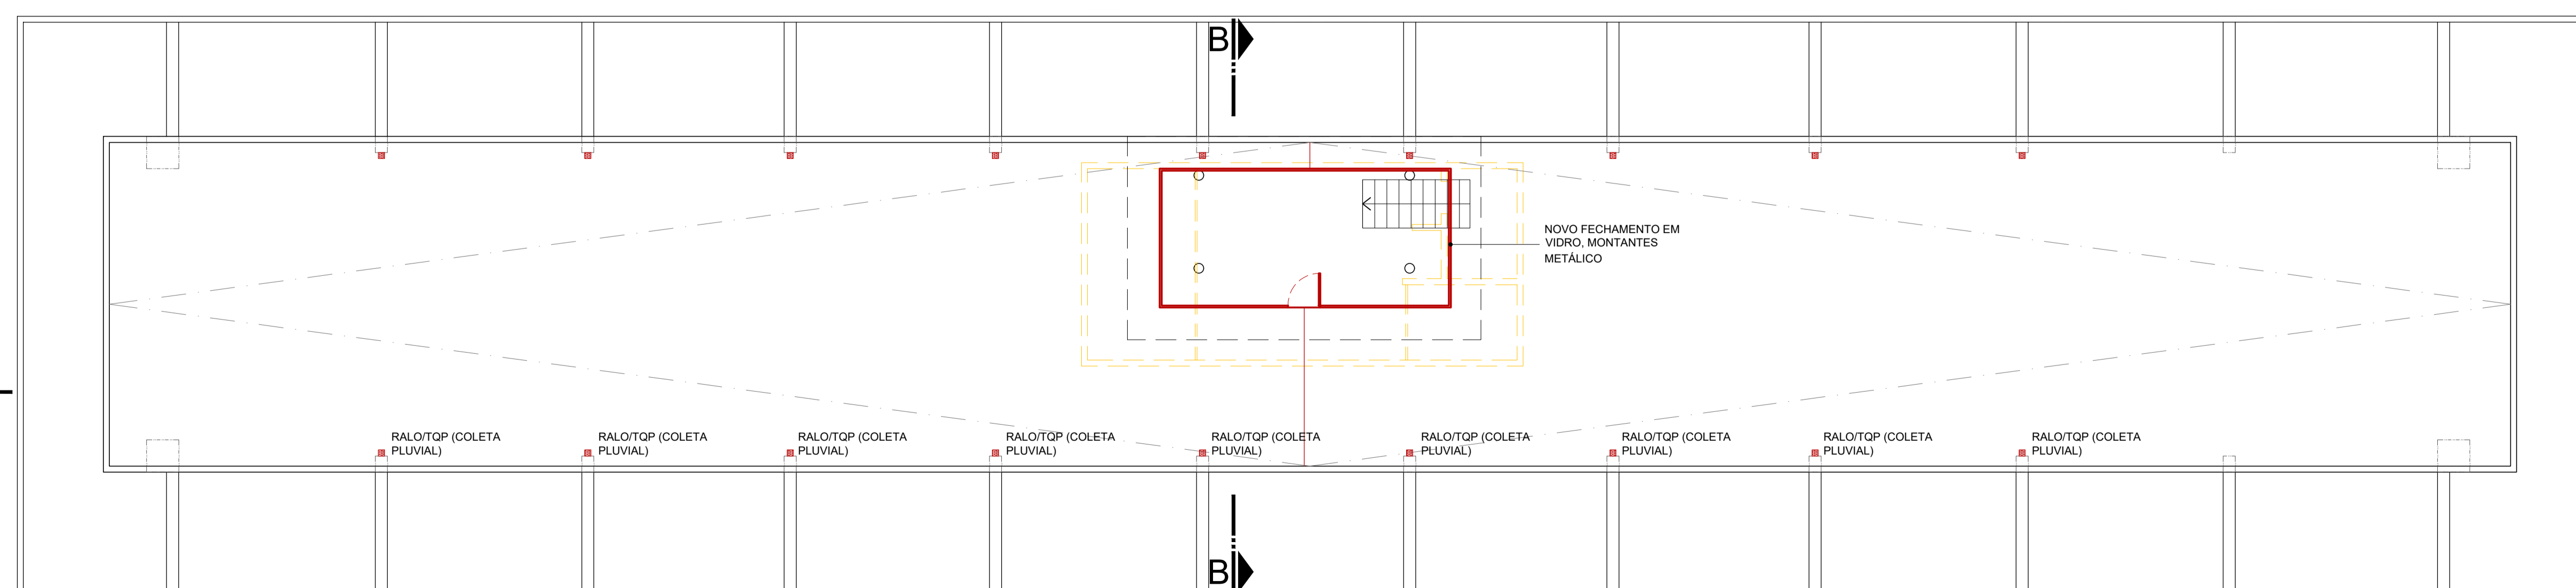 B
NOVO FECHAMENTO EM
VIDRO, MONTANTES
METÁLICO
RALO/TQP (COLETA
PLUVIAL)
RALO/TQP (COLETA
PLUVIAL)
RALO/TQP (COLETA
PLUVIAL)
RALO/TQP (COLETA
PLUVIAL)
RALO/TQP (COLETA
PLUVIAL)
RALO/TQP (COLETA
PLUVIAL)
RALO/TQP (COLETA
PLUVIAL)
RALO/TQP (COLETA
PLUVIAL)
RALO/TQP (COLETA
PLUVIAL)
B